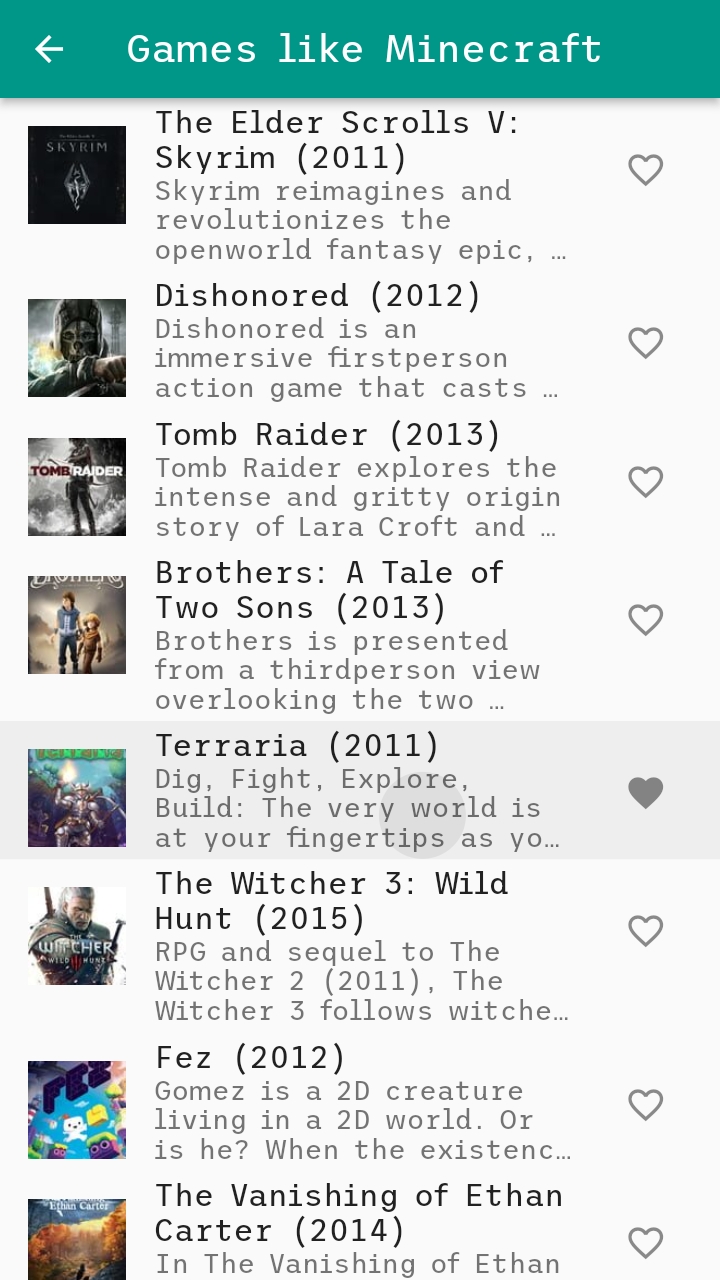 Games like Minecraft
The Elder Scrolls V:
Skyrim (2011)
SKYRIM
Skyrim reimagines and
revolutionizes the
openworld fantasy epic, …
Dishonored (2012)
Dishonored is an
immersive firstperson
action game that casts …
Tomb Raider (2013)
TOMB RAIDER
Tomb Raider explores the
intense and gritty origin
story of Lara Croft and …
Brothers: A Tale of
Two Sons (2013)
BROTHERS
Brothers is presented
from a thirdperson view
overlooking the two …
Terraria (2011)
Dig, Fight, Explore,
Build: The very world is
at your fingertips as yo…
The Witcher 3: Wild
Hunt (2015)
THE
WITCHER
WILD HUNT
RPG and sequel to The
Witcher 2 (2011), The
Witcher 3 follows witche…
Fez (2012)
FEZ
Gomez is a 2D creature
living in a 2D world. Or
is he? When the existenc…
The Vanishing of Ethan
Carter (2014)
Ethan Carter
In The Vanishing of Ethan